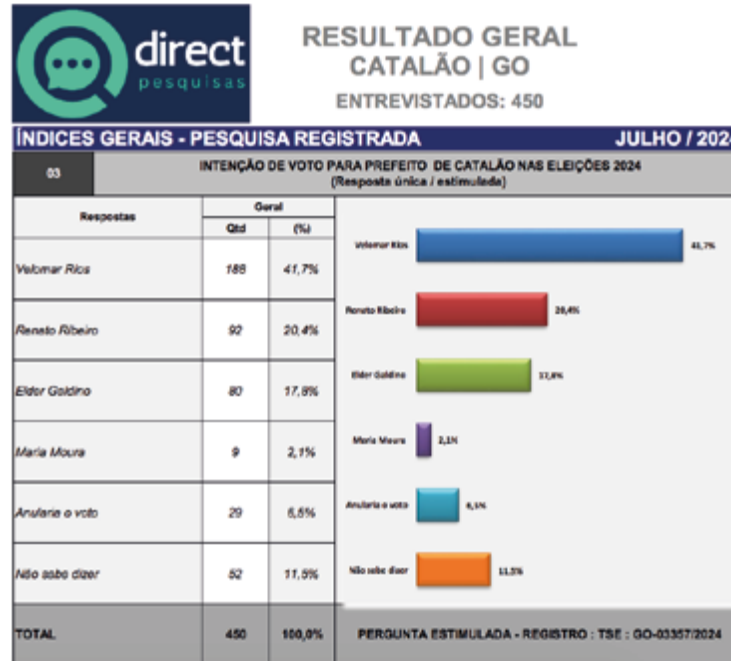 direct
pesquisas
RESULTADO GERAL
CATALÃO | GO
ENTREVISTADOS: 450
ÍNDICES GERAIS - PESQUISA REGISTRADA JULHO / 2024
03 INTENÇÃO DE VOTO PARA PREFEITO DE CATALÃO NAS ELEIÇÕES 2024
(Resposta única / estimulada)
Respostas Geral
Qtd (%)
Velomar Rios 188 41,7%
Renato Ribeiro 92 20,4%
Elder Galdino 80 17,8%
Maria Moura 9 2,1%
Anularia o voto 29 6,5%
Não sabe dizer 52 11,5%
TOTAL 450 100,0%
Velomar Rios 41,7%
Renato Ribeiro 20,4%
Elder Galdino 17,8%
Maria Moura 2,1%
Anularia o voto 6,5%
Não sabe dizer 11,5%
PERGUNTA ESTIMULADA - REGISTRO : TSE : GO-03357/2024